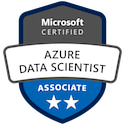 Microsoft
CERTIFIED
AZURE
DATA SCIENTIST
ASSOCIATE